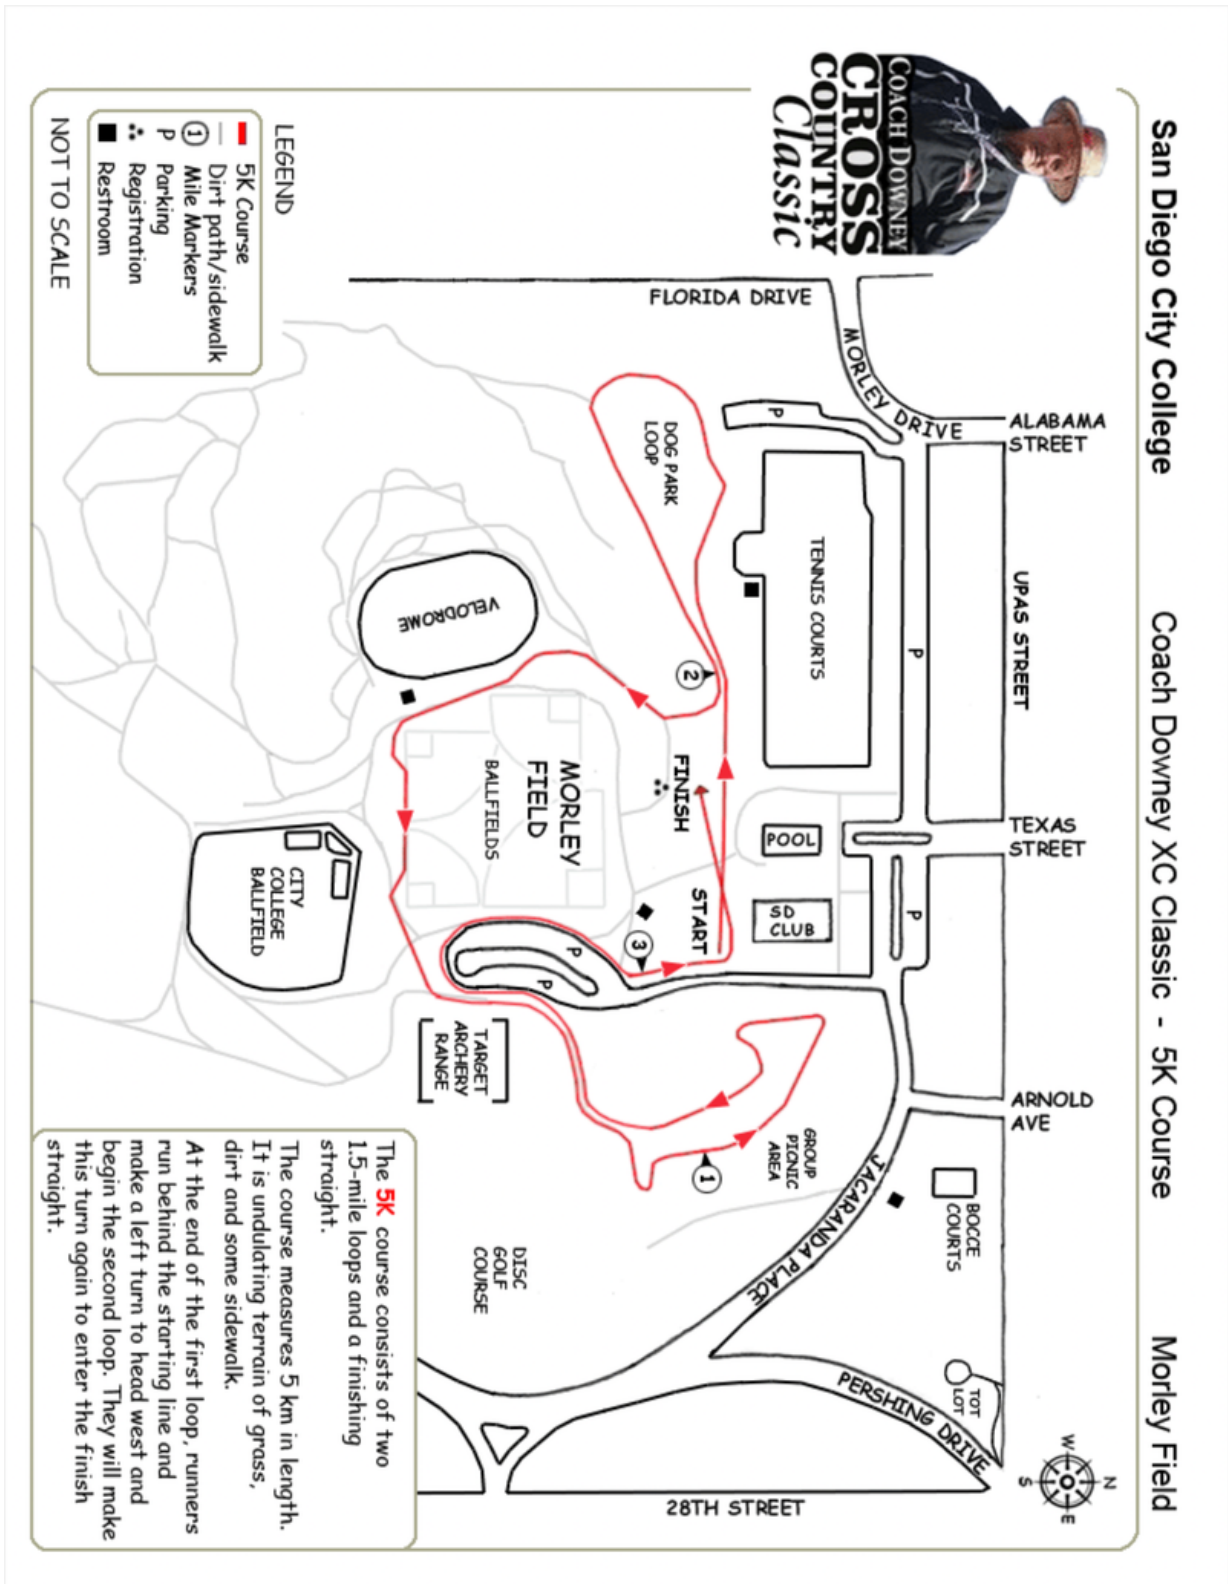 San Diego City College
Coach Downey XC Classic - 5K Course
Morley Field
COACH DOWNEY
CROSS
COUNTRY
Classic
FLORIDA DRIVE
MORLEY DRIVE
ALABAMA
STREET
UPAS STREET
TEXAS
STREET
ARNOLD
AVE
P
P
P
TENNIS COURTS
POOL
SD
CLUB
DOG PARK
LOOP
2
FINISH
START
3
VELODROME
MORLEY
FIELD
BALLFIELDS
P
P
CITY
COLLEGE
BALLFIELD
TARGET
ARCHERY
RANGE
GROUP
PICNIC
AREA
1
JACARANDA PLACE
BOCCE
COURTS
TOT
LOT
PERSHING DRIVE
28TH STREET
DISC
GOLF
COURSE
N
W
E
S
LEGEND
5K Course
Dirt path/sidewalk
1 Mile Markers
P Parking
Registration
Restroom
NOT TO SCALE
The 5K course consists of two
1.5-mile loops and a finishing
straight.
The course measures 5 km in length.
It is undulating terrain of grass,
dirt and some sidewalk.
At the end of the first loop, runners
run behind the starting line and
make a left turn to head west and
begin the second loop. They will make
this turn again to enter the finish
straight.